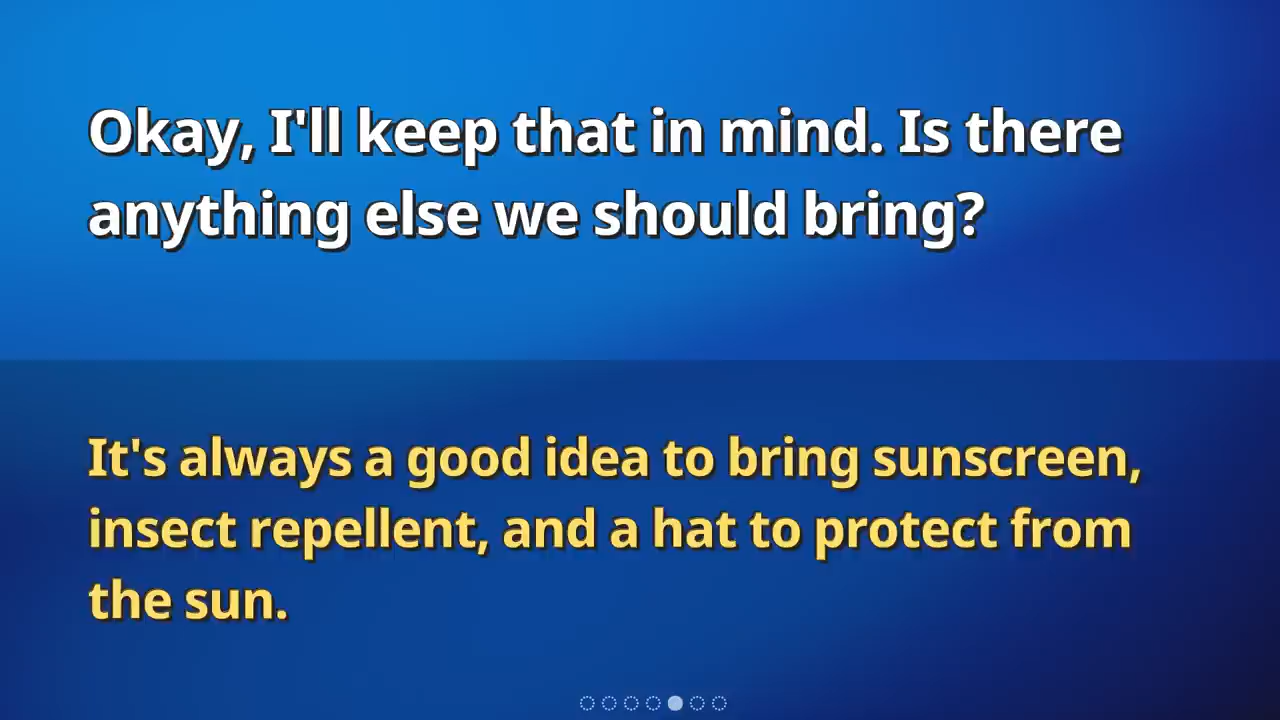 Okay, I'll keep that in mind. Is there
anything else we should bring?
It's always a good idea to bring sunscreen,
insect repellent, and a hat to protect from
the sun.